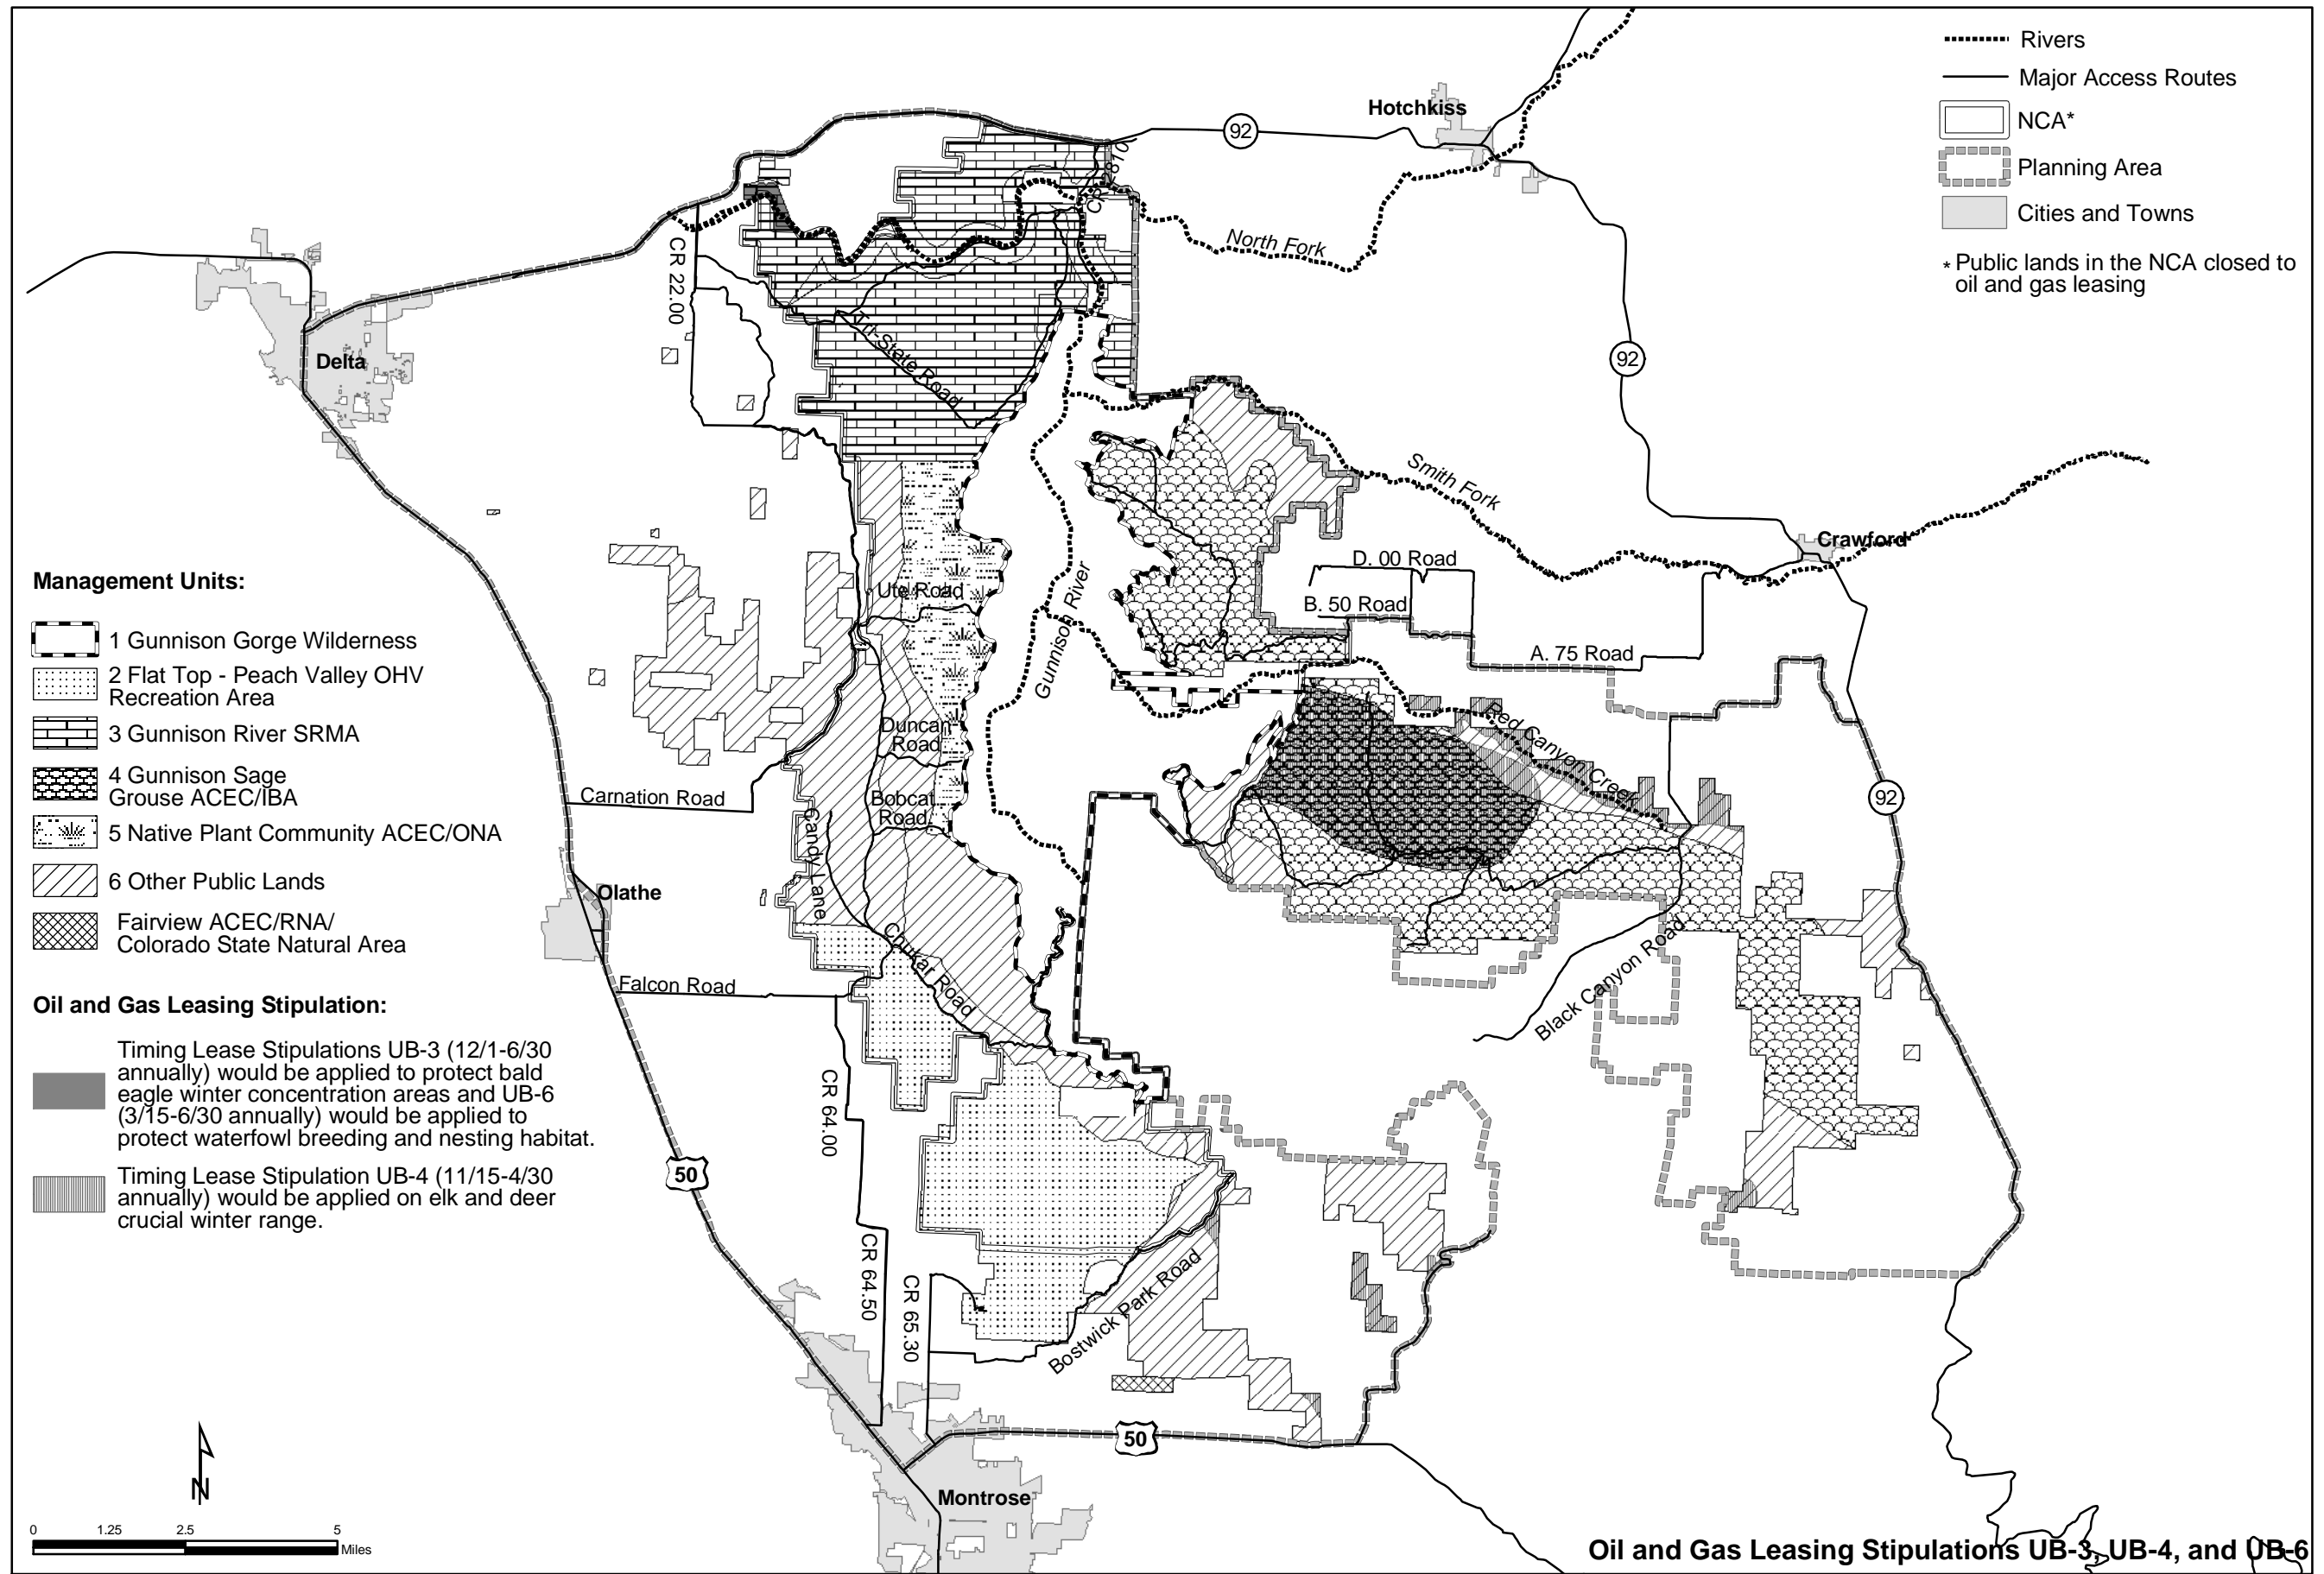 Rivers
Major Access Routes
NCA*
Planning Area
Cities and Towns
* Public lands in the NCA closed to
oil and gas leasing
Hotchkiss
92
CR 3810
North Fork
CR 22.00
Delta
Tri-State Road
92
Smith Fork
Crawford
D. 00 Road
B. 50 Road
A. 75 Road
Ute Road
Gunnison River
Red Canyon Creek
Duncan
Road
Bobcat
Road
Carnation Road
Candy Lane
92
Olathe
Chukar Road
Falcon Road
Black Canyon Road
CR 64.00
50
CR 64.50
CR 65.30
Bostwick Park Road
50
Montrose
Management Units:
1 Gunnison Gorge Wilderness
2 Flat Top - Peach Valley OHV
Recreation Area
3 Gunnison River SRMA
4 Gunnison Sage
Grouse ACEC/IBA
5 Native Plant Community ACEC/ONA
6 Other Public Lands
Fairview ACEC/RNA/
Colorado State Natural Area
Oil and Gas Leasing Stipulation:
Timing Lease Stipulations UB-3 (12/1-6/30
annually) would be applied to protect bald
eagle winter concentration areas and UB-6
(3/15-6/30 annually) would be applied to
protect waterfowl breeding and nesting habitat.
Timing Lease Stipulation UB-4 (11/15-4/30
annually) would be applied on elk and deer
crucial winter range.
N
0 1.25 2.5 5
Miles
Oil and Gas Leasing Stipulations UB-3, UB-4, and UB-6